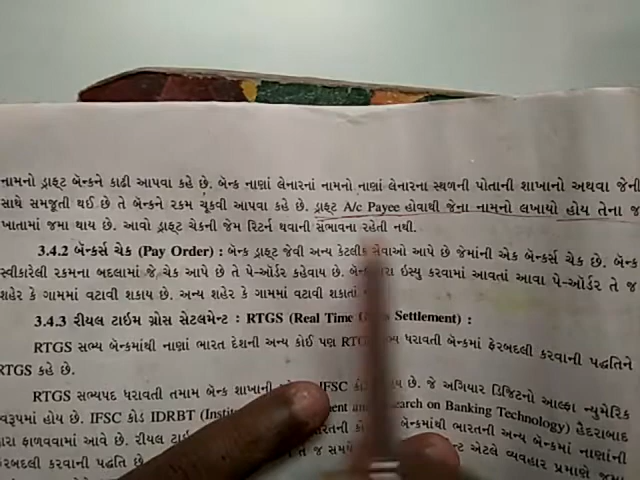 નામનો ડ્રાફ્ટ બૅન્કને કાઢી આપવા કહે છે. બૅન્ક નાણાં લેનારનાં નામનો નાણાં લેનારના સ્થળની પોતાની શાખાનો અથવા જેની
સાથે સમજૂતી થઈ છે તે બૅન્કને રકમ ચૂકવી આપવા કહે છે. ડ્રાફ્ટ A/c Payee હોવાથી જેના નામનો લખાયો હોય તેના જ
ખાતામાં જમા થાય છે. આવો ડ્રાફ્ટ ચેકની જેમ રિટર્ન થવાની સંભાવના રહેતી નથી.
3.4.2 બૅન્કર્સ ચેક (Pay Order) : બૅન્ક ડ્રાફ્ટ જેવી અન્ય કેટલીક સેવાઓ આપે છે જેમાંની એક બૅન્કર્સ ચેક છે. બૅન્ક
સ્વીકારેલી રકમના બદલામાં જે ચેક આપે છે તે પે-ઑર્ડર કહેવાય છે. ઇસ્યુ કરવામાં આવતાં આવા પે-ઑર્ડર તે જ
શહેર કે ગામમાં વટાવી શકાય છે. અન્ય શહેર કે ગામમાં વટાવી શકાતાં
3.4.3 રીયલ ટાઇમ ગ્રોસ સેટલમેન્ટ : RTGS (Real Time Settlement) :
RTGS સભ્ય બૅન્કમાંથી નાણાં ભારત દેશની અન્ય કોઈ પણ ધરાવતી બૅન્કમાં ફેરબદલી કરવાની પદ્ધતિને
RTGS કહે છે.
RTGS સભ્યપદ ધરાવતી તમામ બૅન્ક શાખાની IFSC છે. જે અગિયાર ડિજિટનો આલ્ફા ન્યુમેરિક
સ્વરૂપમાં હોય છે. IFSC કોડ IDRBT on Banking Technology) હૈદરાબાદ
ફાળવવામાં આવે છે. રીયલ બૅન્કમાંથી ભારતની અન્ય બૅન્કમાં નાણાંની
કરવાની પદ્ધતિ છે. તે જ એટલે વ્યવહાર પ્રમાણે